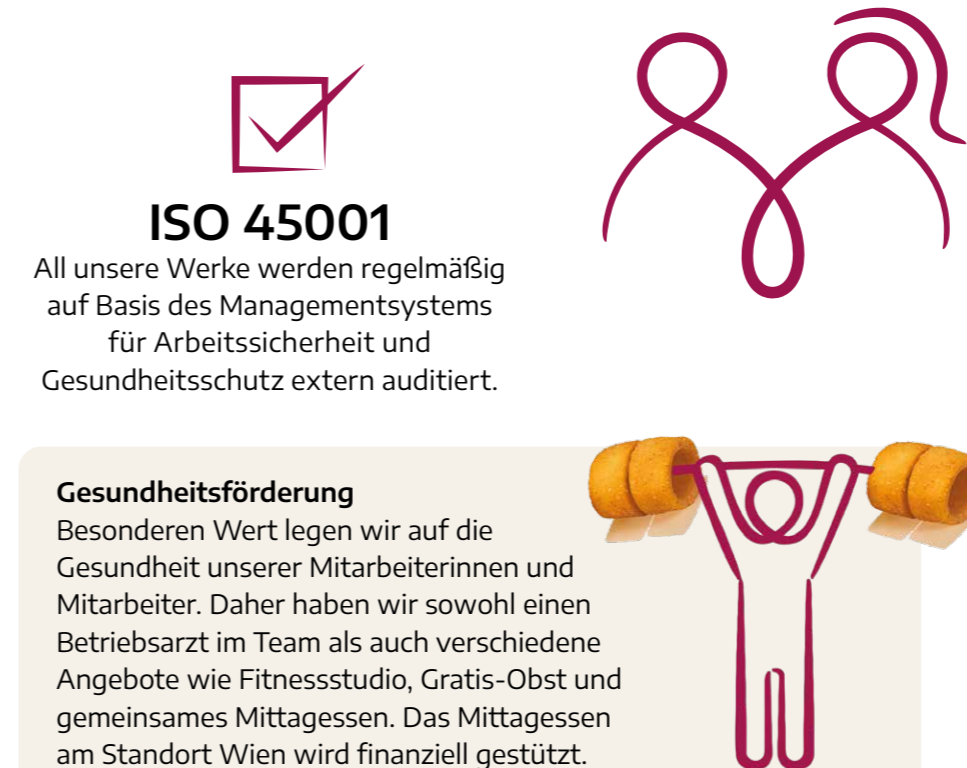 ISO 45001
All unsere Werke werden regelmäßig
auf Basis des Managementsystems
für Arbeitssicherheit und
Gesundheitsschutz extern auditiert.
Gesundheitsförderung
Besonderen Wert legen wir auf die
Gesundheit unserer Mitarbeiterinnen und
Mitarbeiter. Daher haben wir sowohl einen
Betriebsarzt im Team als auch verschiedene
Angebote wie Fitnessstudio, Gratis-Obst und
gemeinsames Mittagessen. Das Mittagessen
am Standort Wien wird finanziell gestützt.